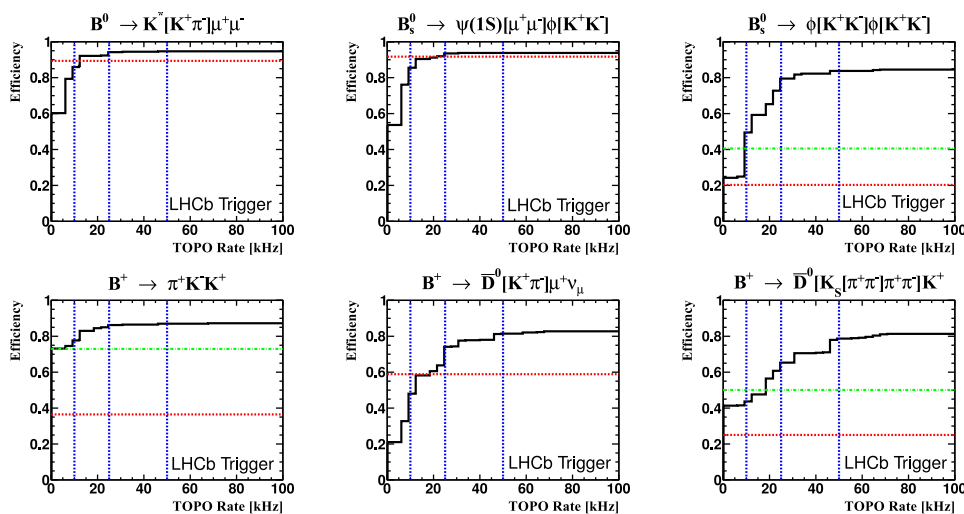 B⁰ → K*[K⁺π⁻]μ⁺μ⁻
Efficiency
1
0.8
0.6
0.4
0.2
0
LHCb Trigger
0 20 40 60 80 100
TOPO Rate [kHz]
B⁰ₛ → ψ(1S)[μ⁺μ⁻]φ[K⁺K⁻]
Efficiency
1
0.8
0.6
0.4
0.2
0
LHCb Trigger
0 20 40 60 80 100
TOPO Rate [kHz]
B⁰ₛ → φ[K⁺K⁻]φ[K⁺K⁻]
Efficiency
1
0.8
0.6
0.4
0.2
0
LHCb Trigger
0 20 40 60 80 100
TOPO Rate [kHz]
B⁺ → π⁺K⁻K⁺
Efficiency
1
0.8
0.6
0.4
0.2
0
LHCb Trigger
0 20 40 60 80 100
TOPO Rate [kHz]
B⁺ → D̅⁰[K⁺π⁻]μ⁺ν_μ
Efficiency
1
0.8
0.6
0.4
0.2
0
LHCb Trigger
0 20 40 60 80 100
TOPO Rate [kHz]
B⁺ → D̅⁰[K_S[π⁺π⁻]π⁺π⁻]K⁺
Efficiency
1
0.8
0.6
0.4
0.2
0
LHCb Trigger
0 20 40 60 80 100
TOPO Rate [kHz]